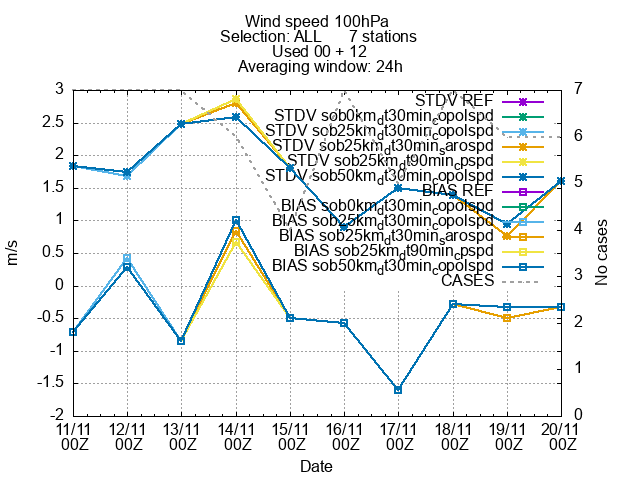 Wind speed 100hPa
Selection: ALL 7 stations
Used 00 + 12
Averaging window: 24h
STDV REF
STDV sob0km_dt30min_copolspd
STDV sob25km_dt30min_copolspd
STDV sob25km_dt30min_sarospd
STDV sob25km_dt90min_cpspd
STDV sob50km_dt30min_copolspd
BIAS REF
BIAS sob0km_dt30min_copolspd
BIAS sob25km_dt30min_copolspd
BIAS sob25km_dt30min_sarospd
BIAS sob25km_dt90min_cpspd
BIAS sob50km_dt30min_copolspd
CASES
m/s
3
2.5
2
1.5
1
0.5
0
-0.5
-1
-1.5
-2
No cases
7
6
5
4
3
2
1
0
11/11 12/11 13/11 14/11 15/11 16/11 17/11 18/11 19/11 20/11
00Z 00Z 00Z 00Z 00Z 00Z 00Z 00Z 00Z 00Z
Date